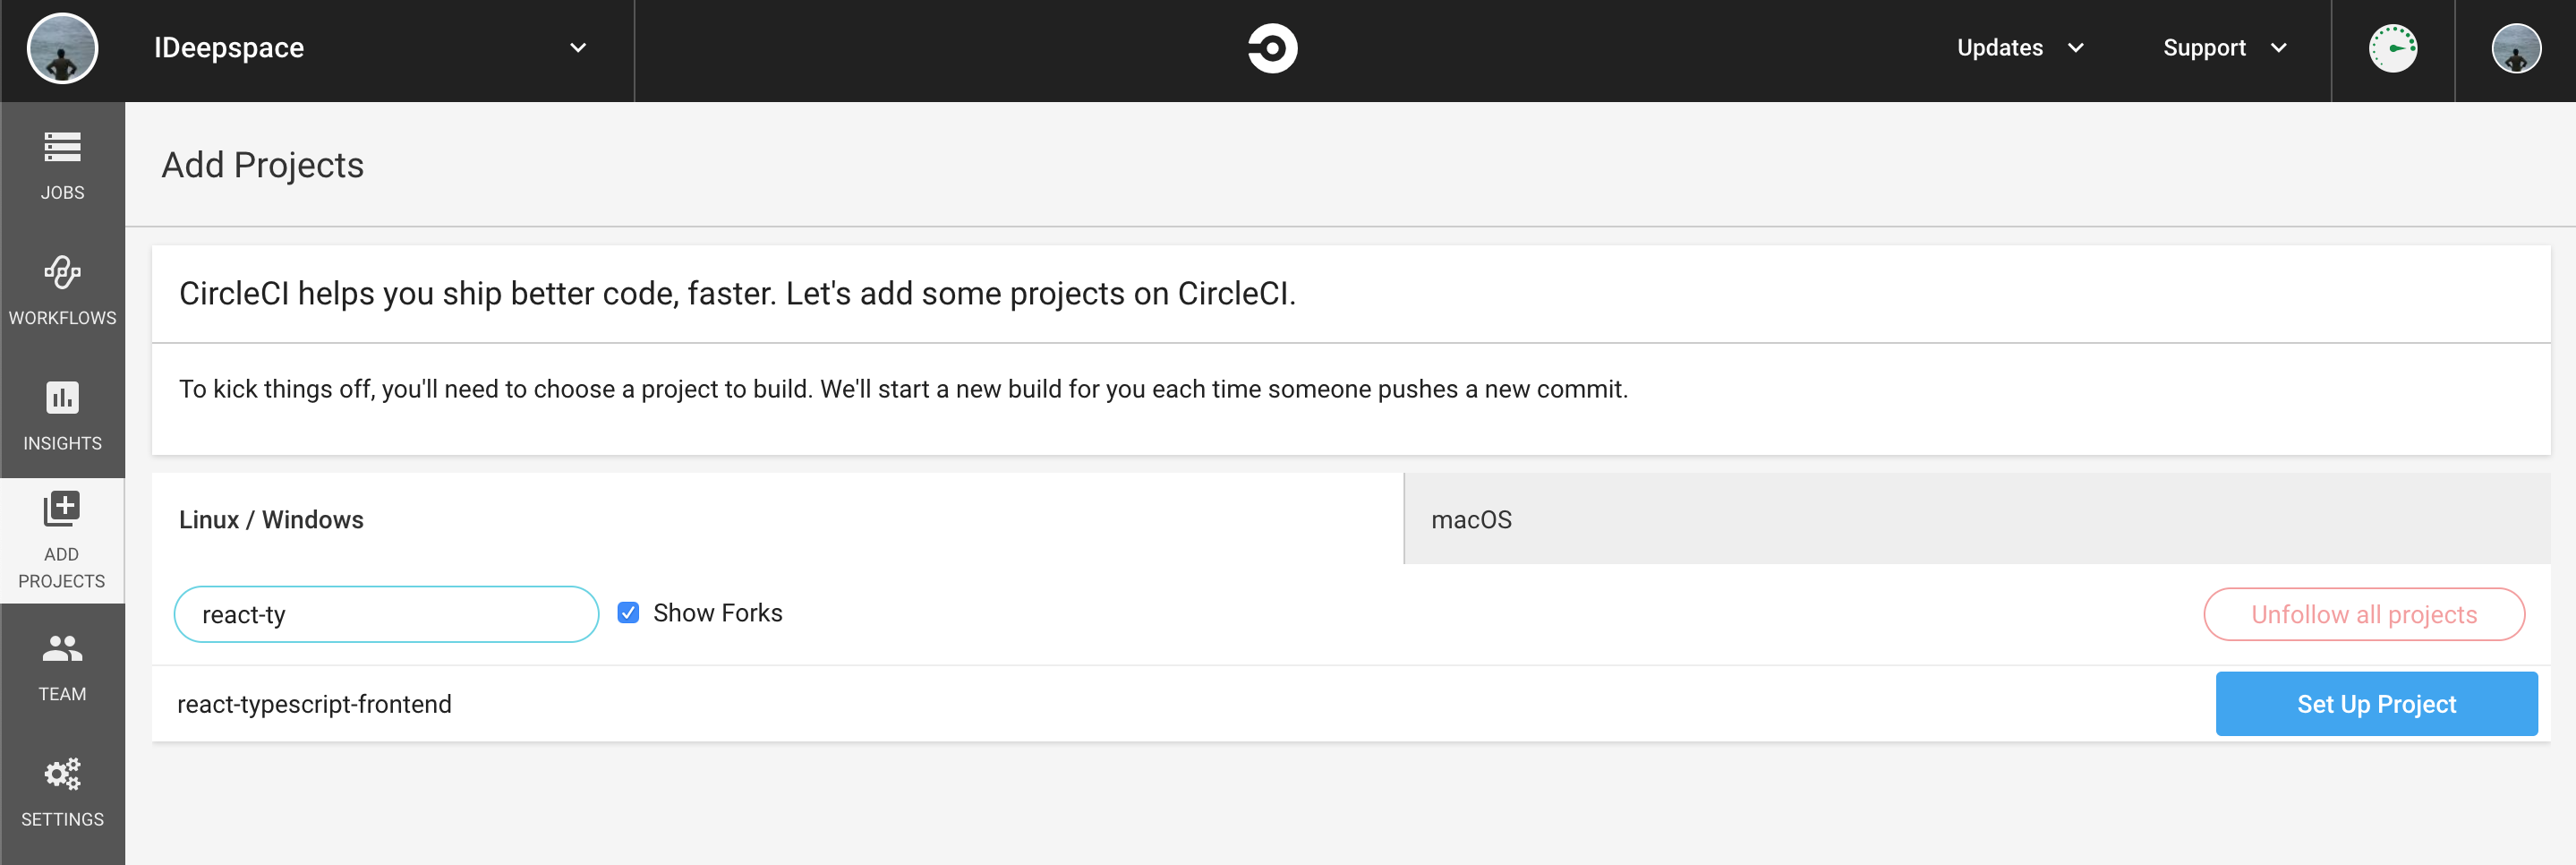 IDeepspace
Updates
Support
JOBS
WORKFLOWS
INSIGHTS
ADD
PROJECTS
TEAM
SETTINGS
Add Projects
CircleCI helps you ship better code, faster. Let's add some projects on CircleCI.
To kick things off, you'll need to choose a project to build. We'll start a new build for you each time someone pushes a new commit.
Linux / Windows
macOS
react-ty
Show Forks
Unfollow all projects
react-typescript-frontend
Set Up Project